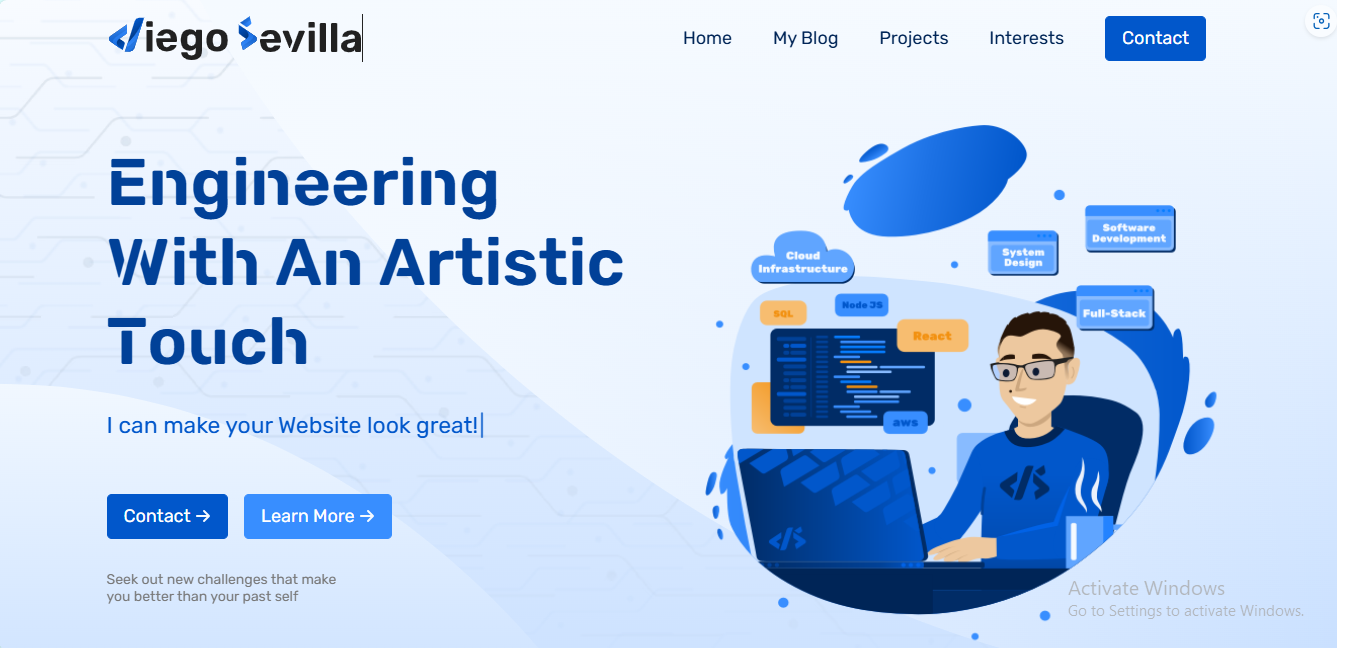 Diego Sevilla
Home
My Blog
Projects
Interests
Contact
Engineering
With An Artistic
Touch
I can make your Website look great!
Contact →
Learn More →
Seek out new challenges that make
you better than your past self
Cloud
Infrastructure
System
Design
Software
Development
Full-Stack
SQL
Node JS
React
aws
</>
</>
Activate Windows
Go to Settings to activate Windows.